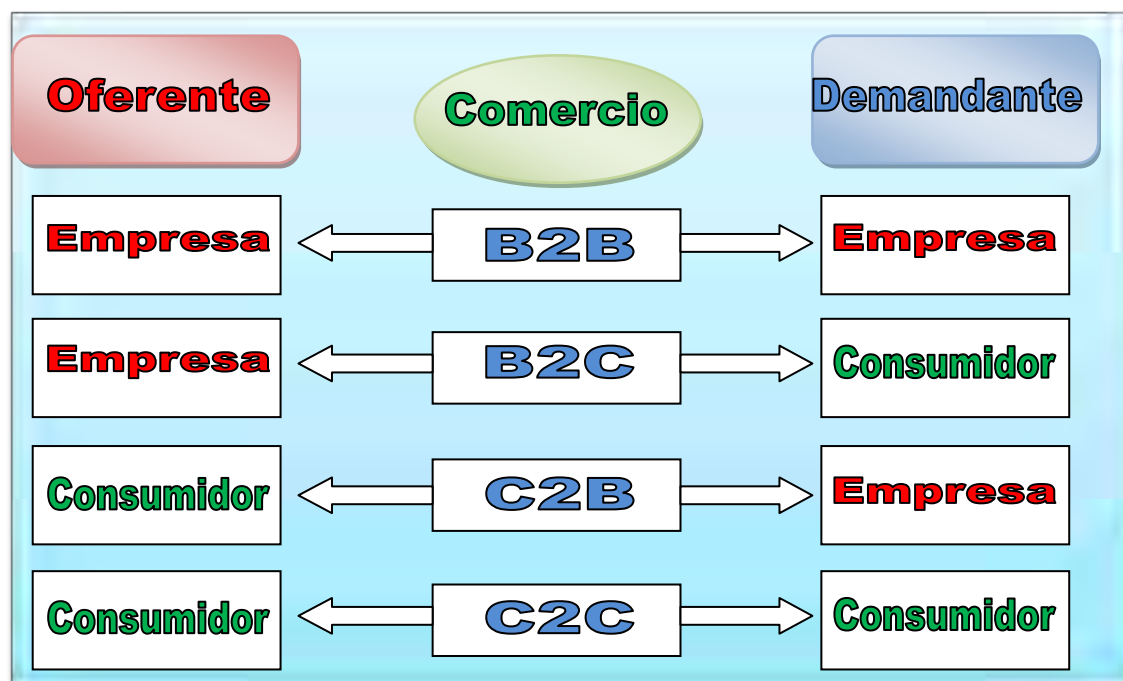 Oferente
Comercio
Demandante
Empresa
B2B
Empresa
Empresa
B2C
Consumidor
Consumidor
C2B
Empresa
Consumidor
C2C
Consumidor